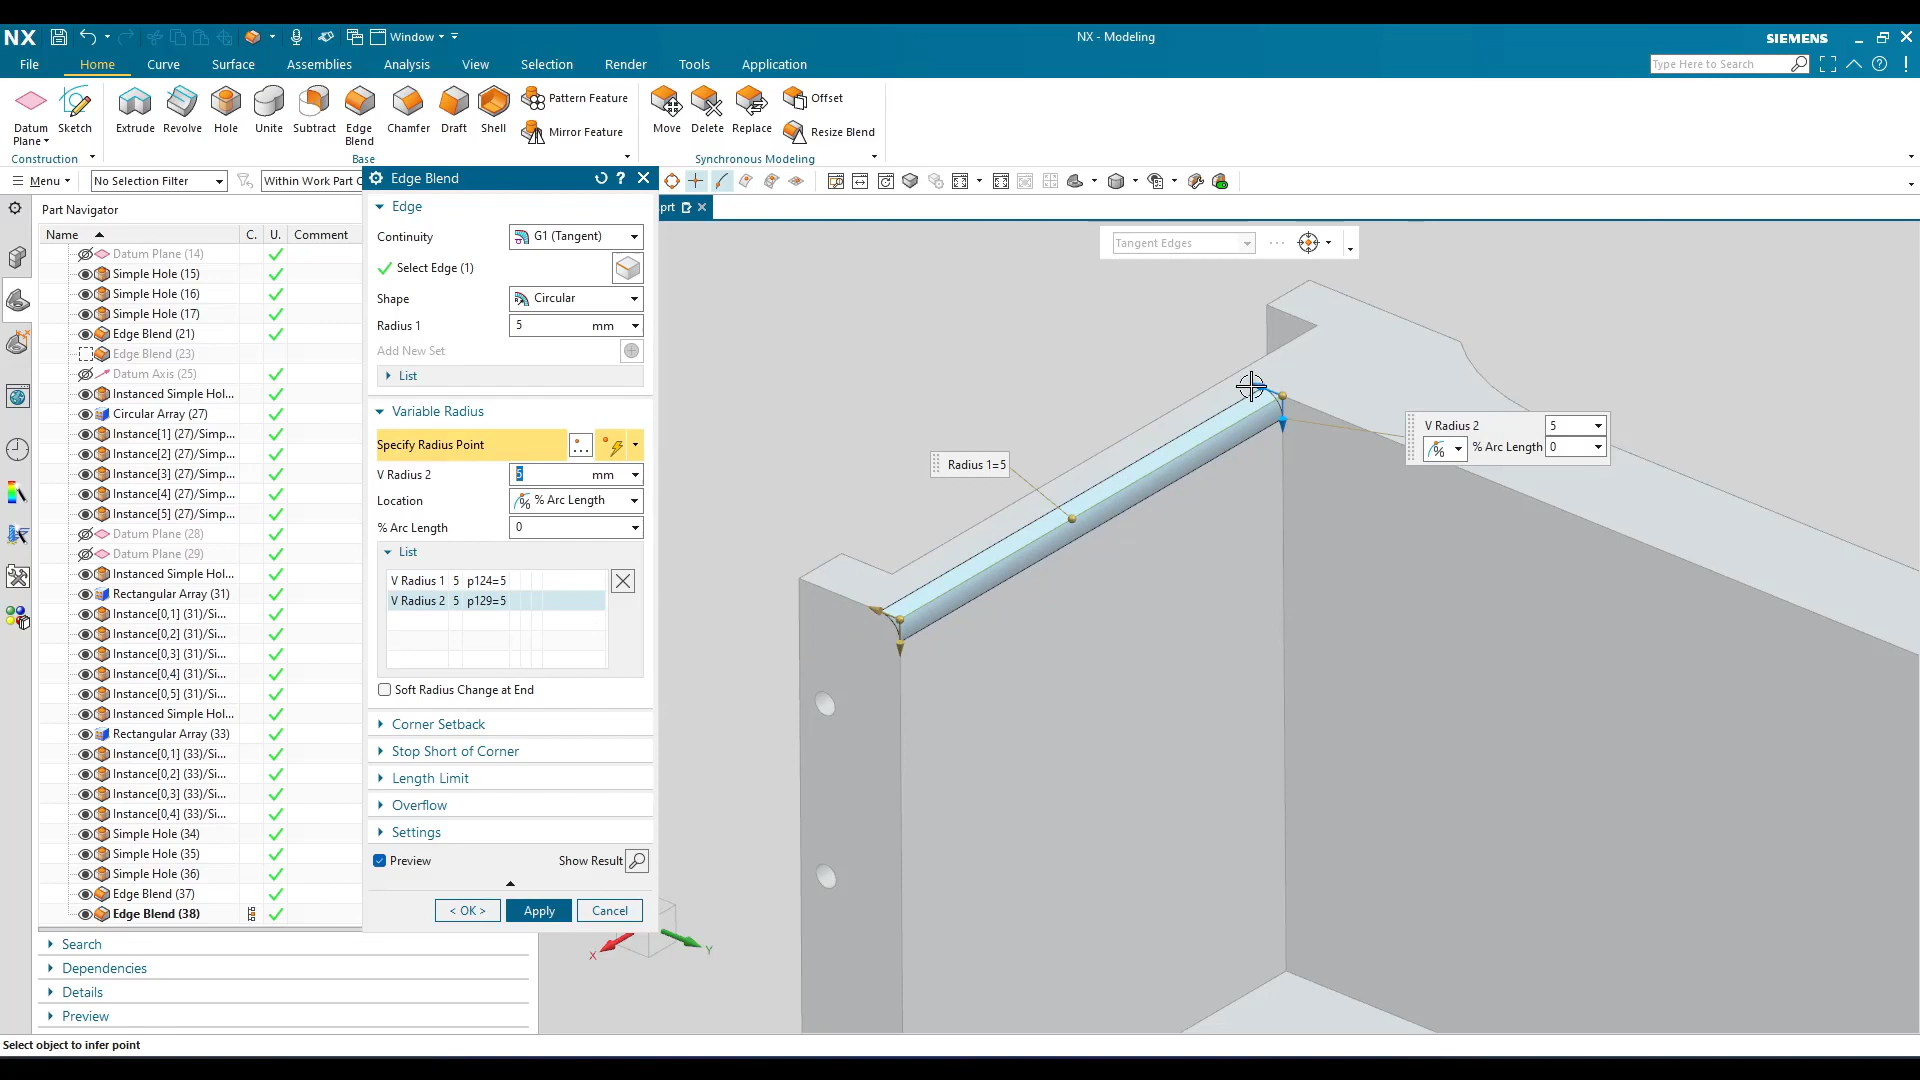 NX
Window
NX - Modeling
SIEMENS
File
Home
Curve
Surface
Assemblies
Analysis
View
Selection
Render
Tools
Application
Type Here to Search
Datum Plane
Sketch
Extrude
Revolve
Hole
Unite
Subtract
Edge Blend
Chamfer
Draft
Shell
Pattern Feature
Mirror Feature
Move
Delete
Replace
Offset
Resize Blend
Construction
Base
Synchronous Modeling
Menu
No Selection Filter
Within Work Part C
Edge Blend
prt
Part Navigator
Name
C.
U.
Comment
Datum Plane (14)
Simple Hole (15)
Simple Hole (16)
Simple Hole (17)
Edge Blend (21)
Edge Blend (23)
Datum Axis (25)
Instanced Simple Hol...
Circular Array (27)
Instance[1] (27)/Simp...
Instance[2] (27)/Simp...
Instance[3] (27)/Simp...
Instance[4] (27)/Simp...
Instance[5] (27)/Simp...
Datum Plane (28)
Datum Plane (29)
Instanced Simple Hol...
Rectangular Array (31)
Instance[0,1] (31)/Si...
Instance[0,2] (31)/Si...
Instance[0,3] (31)/Si...
Instance[0,4] (31)/Si...
Instance[0,5] (31)/Si...
Instanced Simple Hol...
Rectangular Array (33)
Instance[0,1] (33)/Si...
Instance[0,2] (33)/Si...
Instance[0,3] (33)/Si...
Instance[0,4] (33)/Si...
Simple Hole (34)
Simple Hole (35)
Simple Hole (36)
Edge Blend (37)
Edge Blend (38)
Search
Dependencies
Details
Preview
Edge
Continuity
G1 (Tangent)
Select Edge (1)
Shape
Circular
Radius 1
5 mm
Add New Set
List
Variable Radius
Specify Radius Point
V Radius 2
5 mm
Location
% Arc Length
% Arc Length
0
List
V Radius 1 5 p124=5
V Radius 2 5 p129=5
Soft Radius Change at End
Corner Setback
Stop Short of Corner
Length Limit
Overflow
Settings
Preview
Show Result
< OK >
Apply
Cancel
Tangent Edges
Radius 1=5
V Radius 2 5
% Arc Length 0
X
Y
Select object to infer point